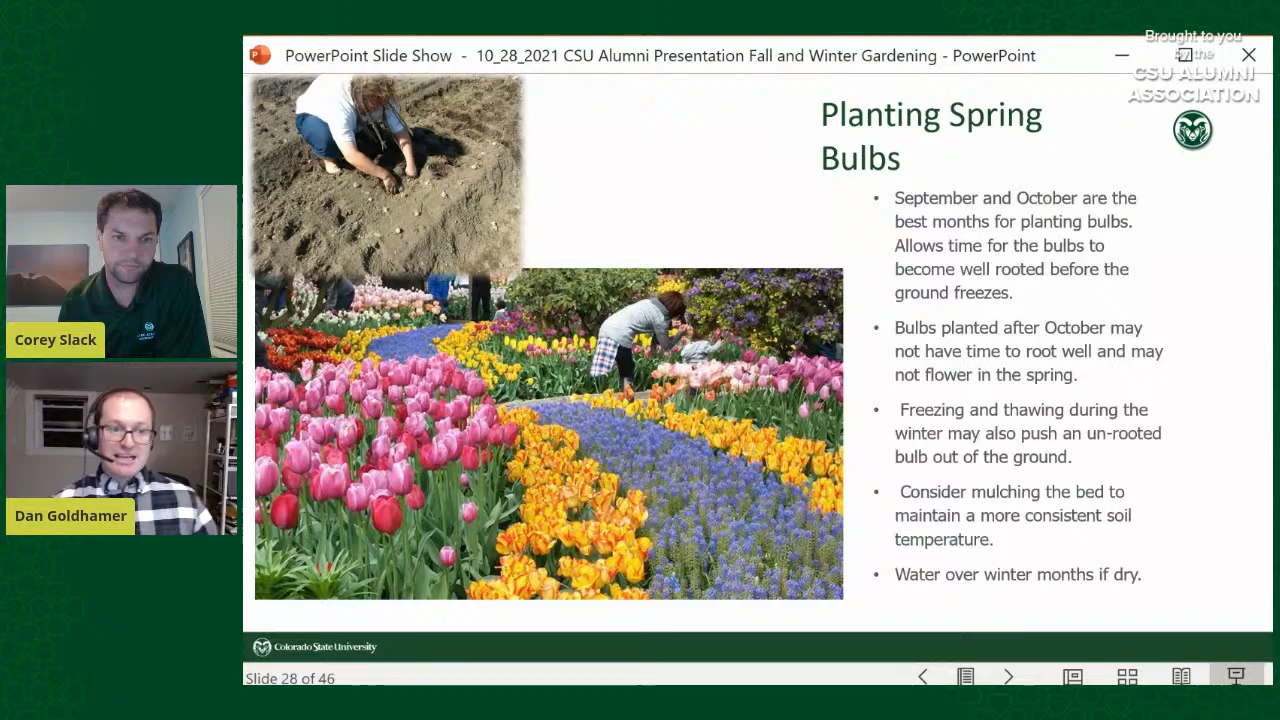 PowerPoint Slide Show - 10_28_2021 CSU Alumni Presentation Fall and Winter Gardening - PowerPoint
Brought to you
by the
CSU ALUMNI
ASSOCIATION
Planting Spring
Bulbs
• September and October are the
best months for planting bulbs.
Allows time for the bulbs to
become well rooted before the
ground freezes.
• Bulbs planted after October may
not have time to root well and may
not flower in the spring.
• Freezing and thawing during the
winter may also push an un-rooted
bulb out of the ground.
• Consider mulching the bed to
maintain a more consistent soil
temperature.
• Water over winter months if dry.
Corey Slack
Dan Goldhamer
Colorado State University
Slide 28 of 46